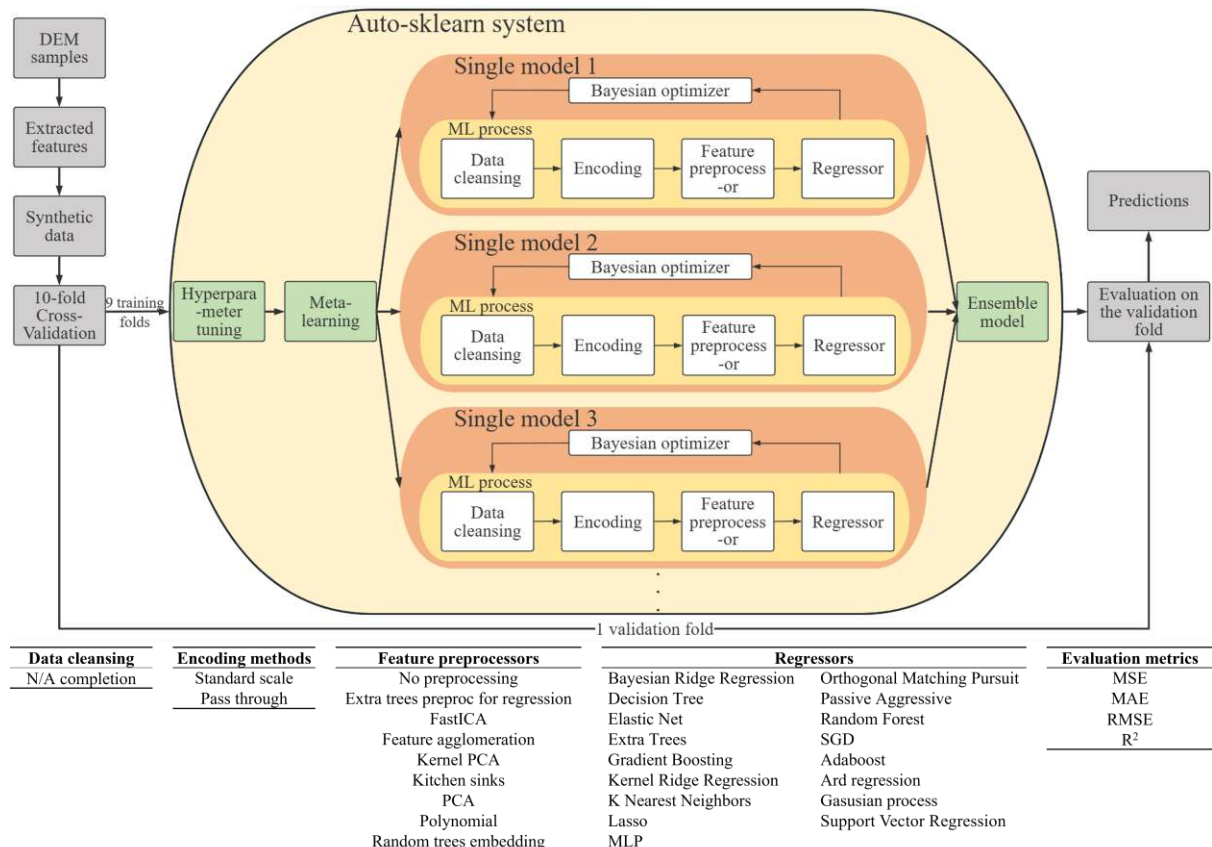 Auto-sklearn system
DEM
samples
Extracted
features
Synthetic
data
10-fold
Cross-
Validation
9 training
folds
Hyperpara
-meter
tuning
Meta-
learning
Single model 1
Bayesian optimizer
ML process
Data
cleansing
Encoding
Feature
preprocess
-or
Regressor
Single model 2
Bayesian optimizer
ML process
Data
cleansing
Encoding
Feature
preprocess
-or
Regressor
Single model 3
Bayesian optimizer
ML process
Data
cleansing
Encoding
Feature
preprocess
-or
Regressor
Ensemble
model
Predictions
Evaluation on
the validation
fold
1 validation fold
Data cleansing
N/A completion
Encoding methods
Standard scale
Pass through
Feature preprocessors
No preprocessing
Extra trees preproc for regression
FastICA
Feature agglomeration
Kernel PCA
Kitchen sinks
PCA
Polynomial
Random trees embedding
Regressors
Bayesian Ridge Regression
Decision Tree
Elastic Net
Extra Trees
Gradient Boosting
Kernel Ridge Regression
K Nearest Neighbors
Lasso
MLP
Orthogonal Matching Pursuit
Passive Aggressive
Random Forest
SGD
Adaboost
Ard regression
Gasusian process
Support Vector Regression
Evaluation metrics
MSE
MAE
RMSE
R²